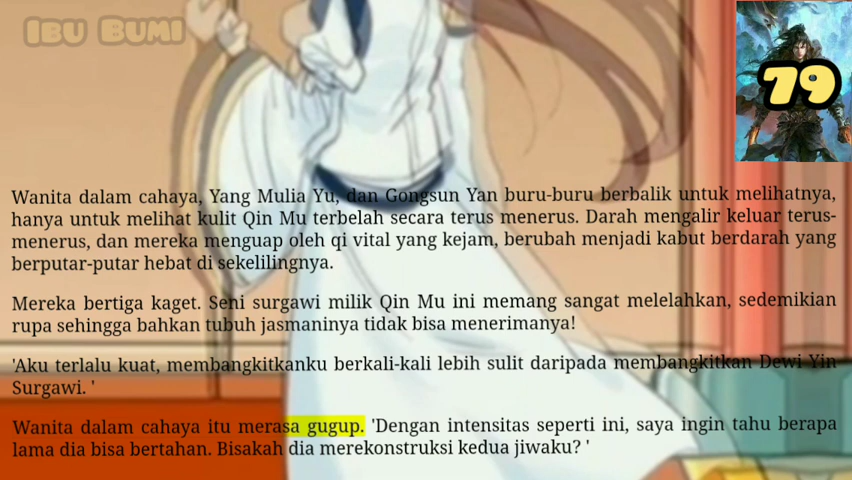 Ibu Bumi
79
Wanita dalam cahaya, Yang Mulia Yu, dan Gongsun Yan buru-buru berbalik untuk melihatnya,
hanya untuk melihat kulit Qin Mu terbelah secara terus menerus. Darah mengalir keluar terus-
menerus, dan mereka menguap oleh qi vital yang kejam, berubah menjadi kabut berdarah yang
berputar-putar hebat di sekelilingnya.
Mereka bertiga kaget. Seni surgawi milik Qin Mu ini memang sangat melelahkan, sedemikian
rupa sehingga bahkan tubuh jasmaninya tidak bisa menerimanya!
'Aku terlalu kuat, membangkitkanku berkali-kali lebih sulit daripada membangkitkan Dewi Yin
Surgawi. '
Wanita dalam cahaya itu merasa gugup. 'Dengan intensitas seperti ini, saya ingin tahu berapa
lama dia bisa bertahan. Bisakah dia merekonstruksi kedua jiwaku? '